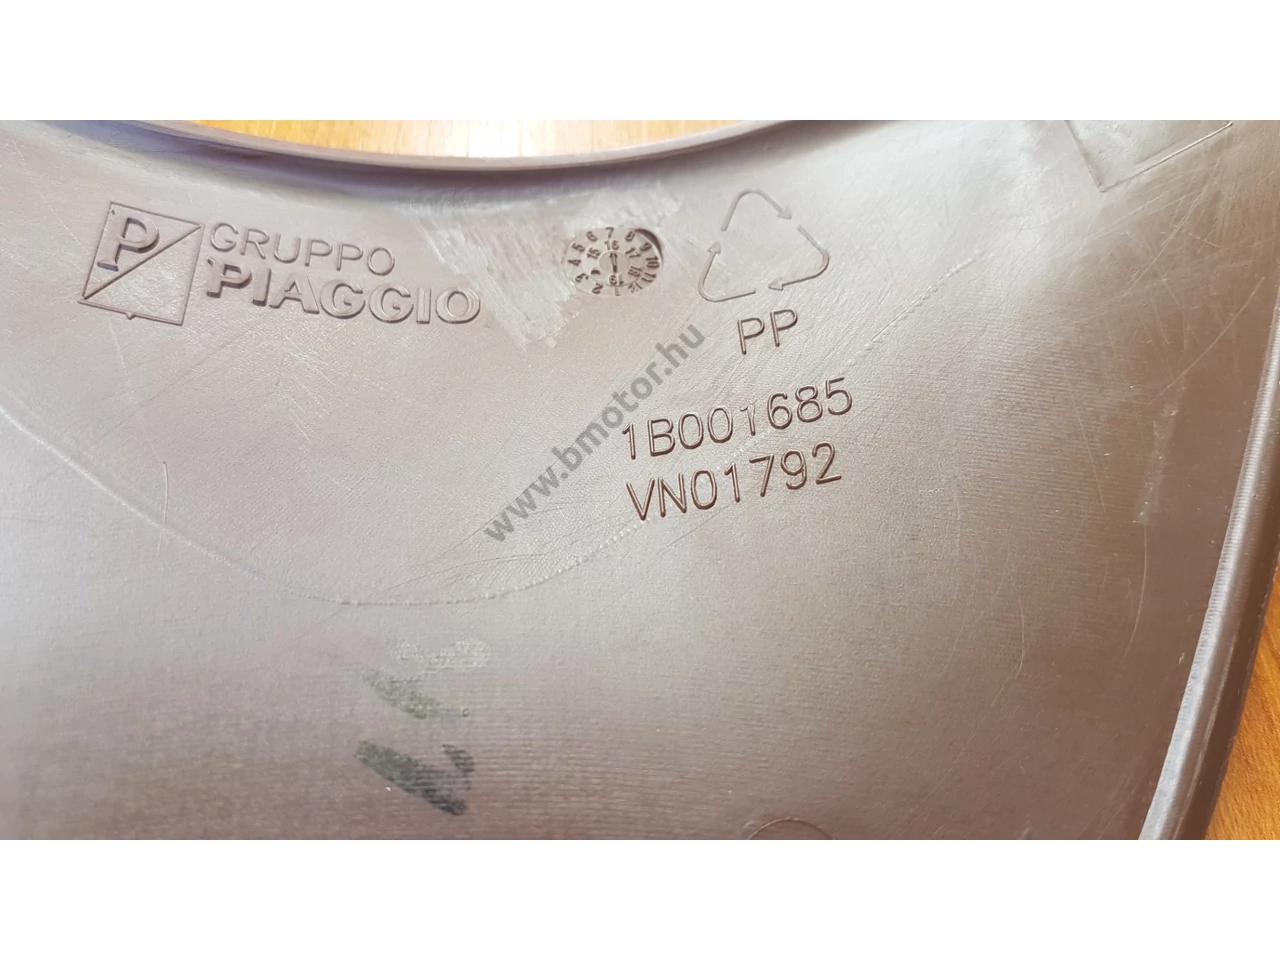 P
GRUPPO
PIAGGIO
PP
1B001685
VN01792
www.bmotor.hu